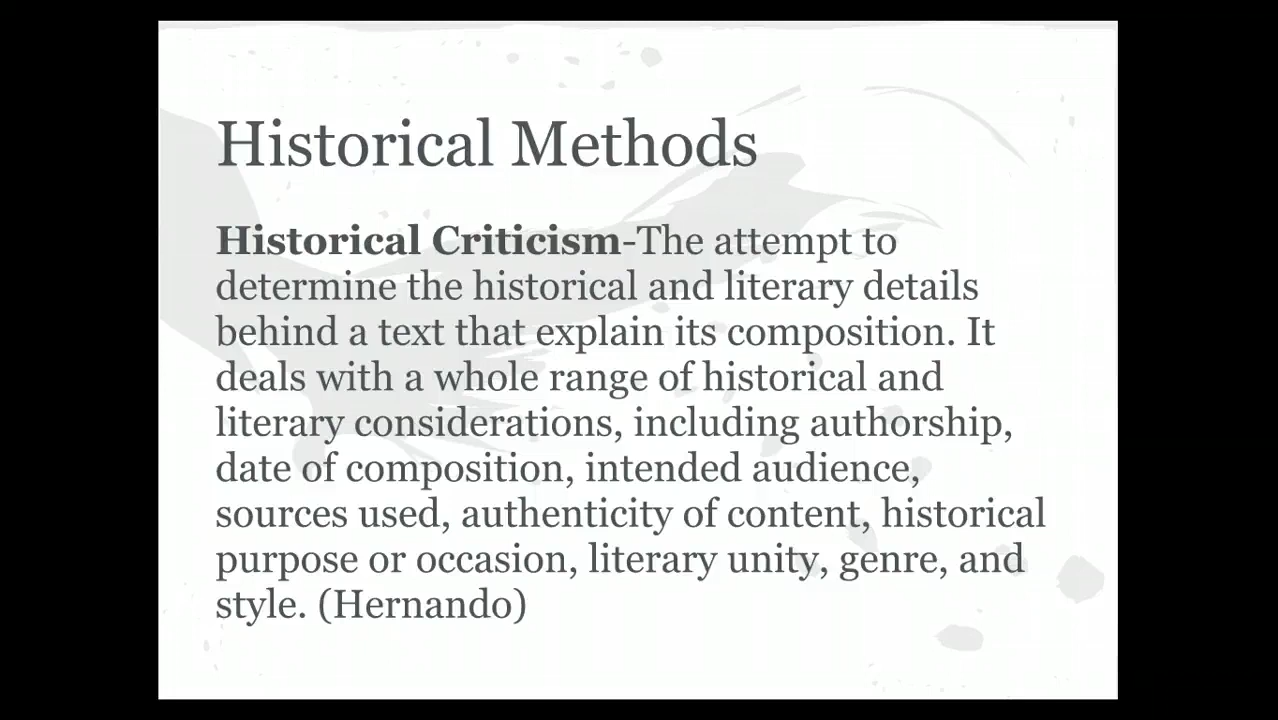 Historical Methods
Historical Criticism-The attempt to
determine the historical and literary details
behind a text that explain its composition. It
deals with a whole range of historical and
literary considerations, including authorship,
date of composition, intended audience,
sources used, authenticity of content, historical
purpose or occasion, literary unity, genre, and
style. (Hernando)